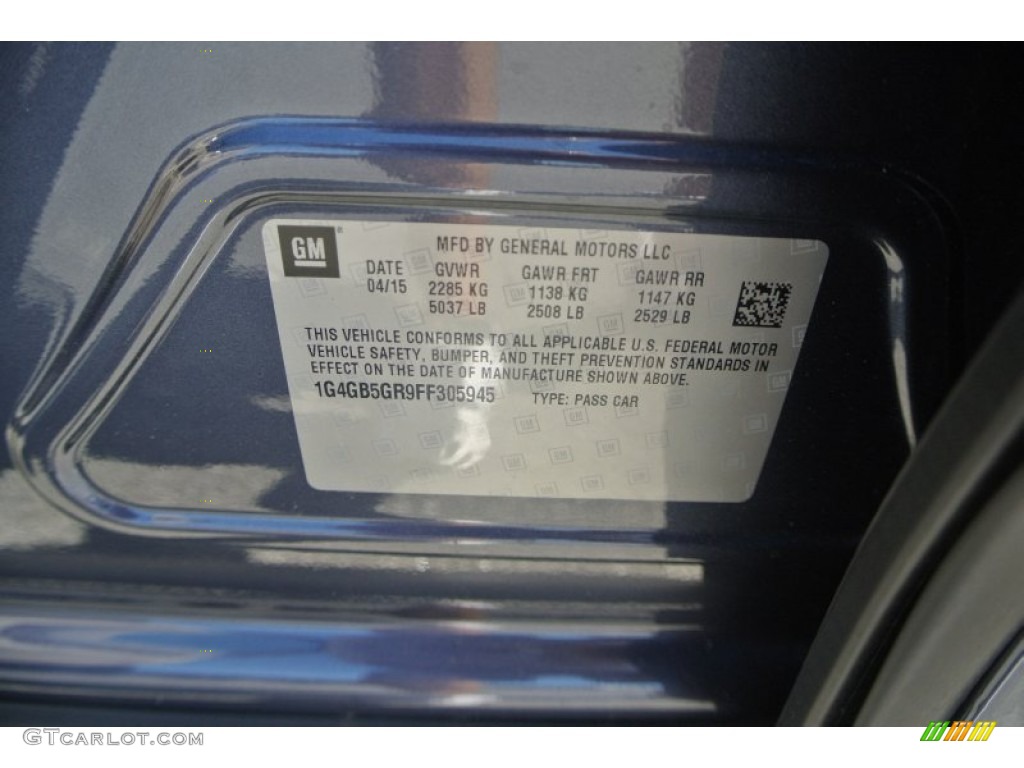 GM
MFD BY GENERAL MOTORS LLC
DATE GVWR GAWR FRT GAWR RR
04/15 2285 KG 1138 KG 1147 KG
5037 LB 2508 LB 2529 LB
THIS VEHICLE CONFORMS TO ALL APPLICABLE U.S. FEDERAL MOTOR
VEHICLE SAFETY, BUMPER, AND THEFT PREVENTION STANDARDS IN
EFFECT ON THE DATE OF MANUFACTURE SHOWN ABOVE.
1G4GB5GR9FF305945 TYPE: PASS CAR
GTcarlot.com